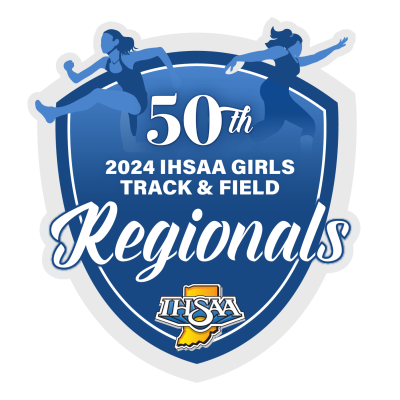 50th
2024 IHSAA GIRLS
TRACK & FIELD
Regionals
IHSAA